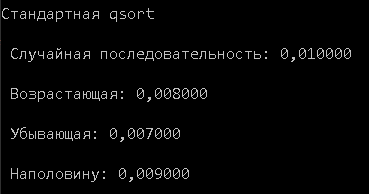 Стандартная qsort
Случайная последовательность: 0,010000
Возрастающая: 0,008000
Убывающая: 0,007000
Наполовину: 0,009000